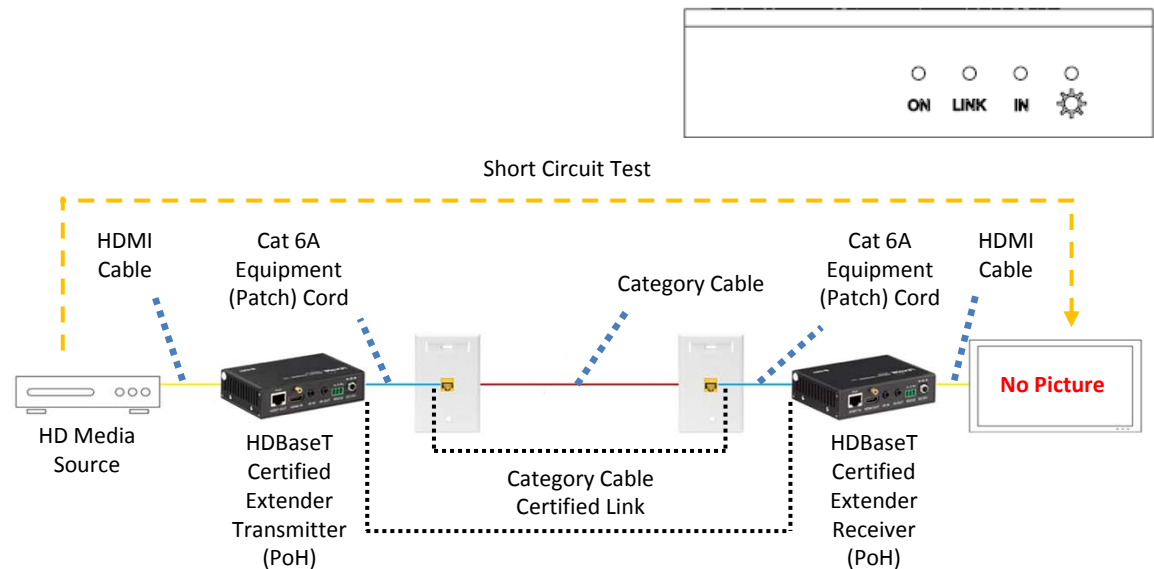 ON LINK IN
Short Circuit Test
HDMI
Cable
Cat 6A
Equipment
(Patch) Cord
Category Cable
Cat 6A
Equipment
(Patch) Cord
HDMI
Cable
No Picture
HD Media
Source
HDBaseT
Certified
Extender
Transmitter
(PoH)
Category Cable
Certified Link
HDBaseT
Certified
Extender
Receiver
(PoH)